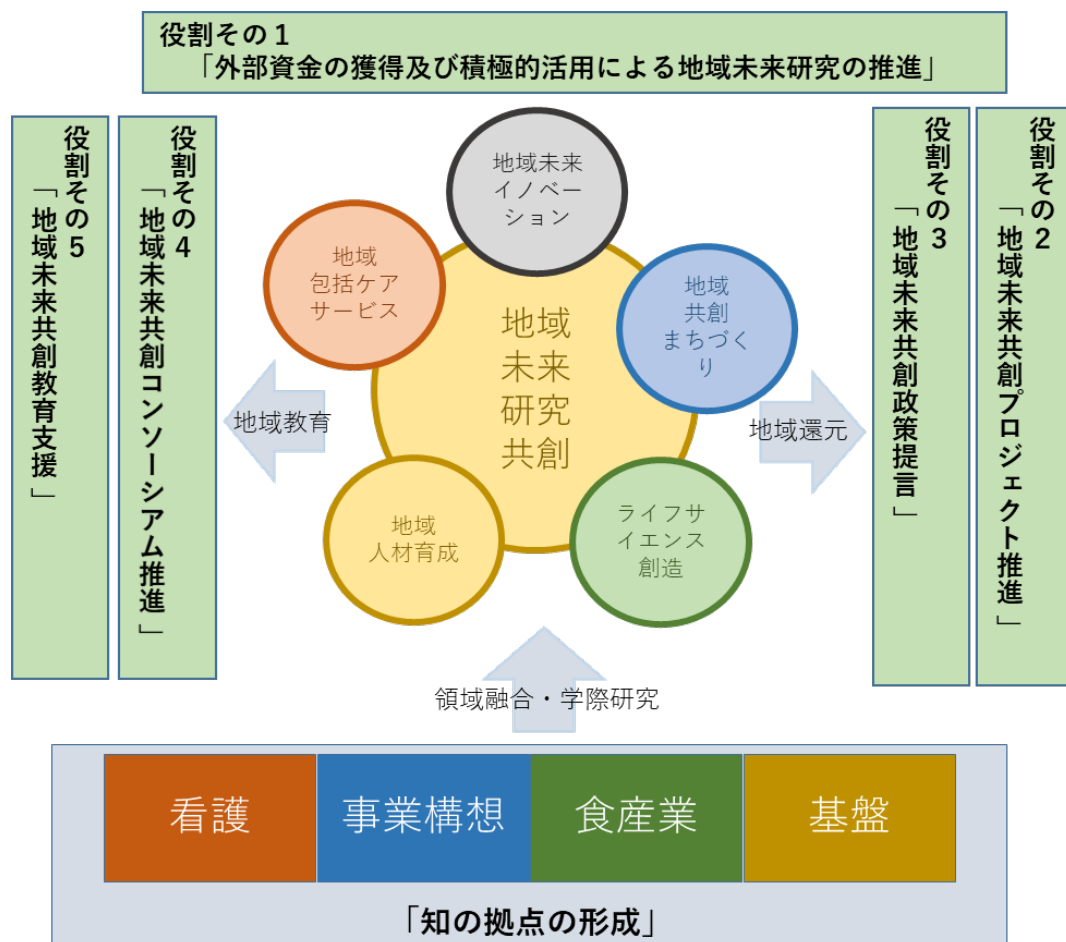 役割その１
「外部資金の獲得及び積極的活用による地域未来研究の推進」
役割その５
「地域未来共創教育支援」
役割その４
「地域未来共創コンソーシアム推進」
地域未来
イノベー
ション
地域
包括ケア
サービス
地域
共創
まちづく
り
地域
未来
研究
共創
地域
人材育成
ライフサ
イエンス
創造
地域教育
地域還元
役割その２
「地域未来共創プロジェクト推進」
役割その３
「地域未来共創政策提言」
領域融合・学際研究
看護
事業構想
食産業
基盤
「知の拠点の形成」